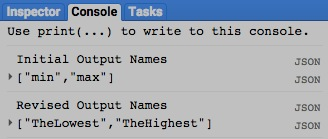 Inspector Console Tasks
Use print(...) to write to this console.
Initial Output Names JSON
["min","max"] JSON
Revised Output Names JSON
["TheLowest","TheHighest"] JSON